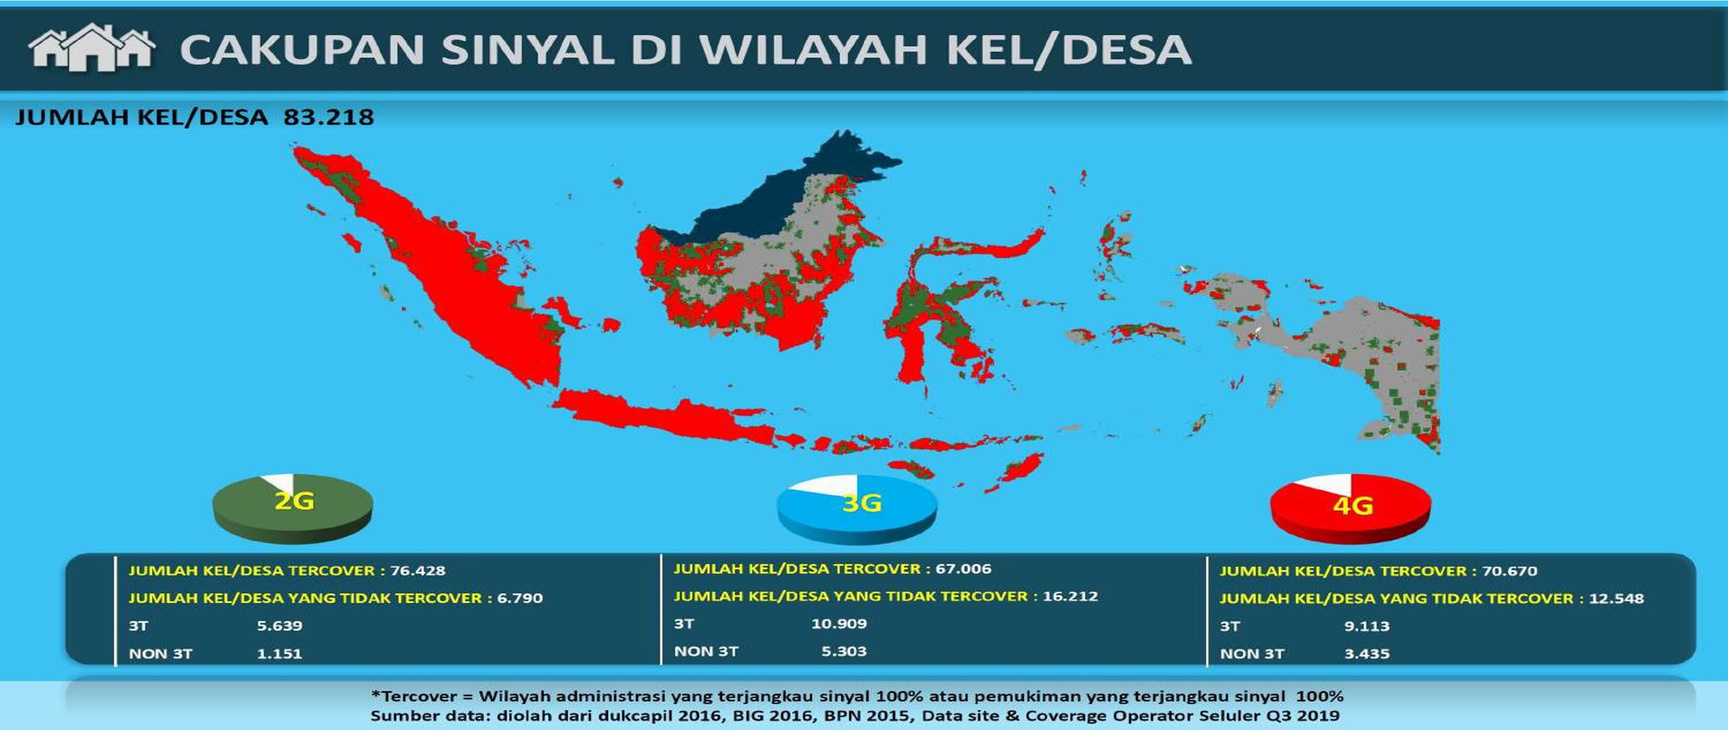 CAKUPAN SINYAL DI WILAYAH KEL/DESA
JUMLAH KEL/DESA 83.218
2G
3G
4G
JUMLAH KEL/DESA TERCOVER : 76.428
JUMLAH KEL/DESA YANG TIDAK TERCOVER : 6.790
3T 5.639
NON 3T 1.151
JUMLAH KEL/DESA TERCOVER : 67.006
JUMLAH KEL/DESA YANG TIDAK TERCOVER : 16.212
3T 10.909
NON 3T 5.303
JUMLAH KEL/DESA TERCOVER : 70.670
JUMLAH KEL/DESA YANG TIDAK TERCOVER : 12.548
3T 9.113
NON 3T 3.435
*Tercover = Wilayah administrasi yang terjangkau sinyal 100% atau pemukiman yang terjangkau sinyal 100%
Sumber data: diolah dari dukcapil 2016, BIG 2016, BPN 2015, Data site & Coverage Operator Seluler Q3 2019